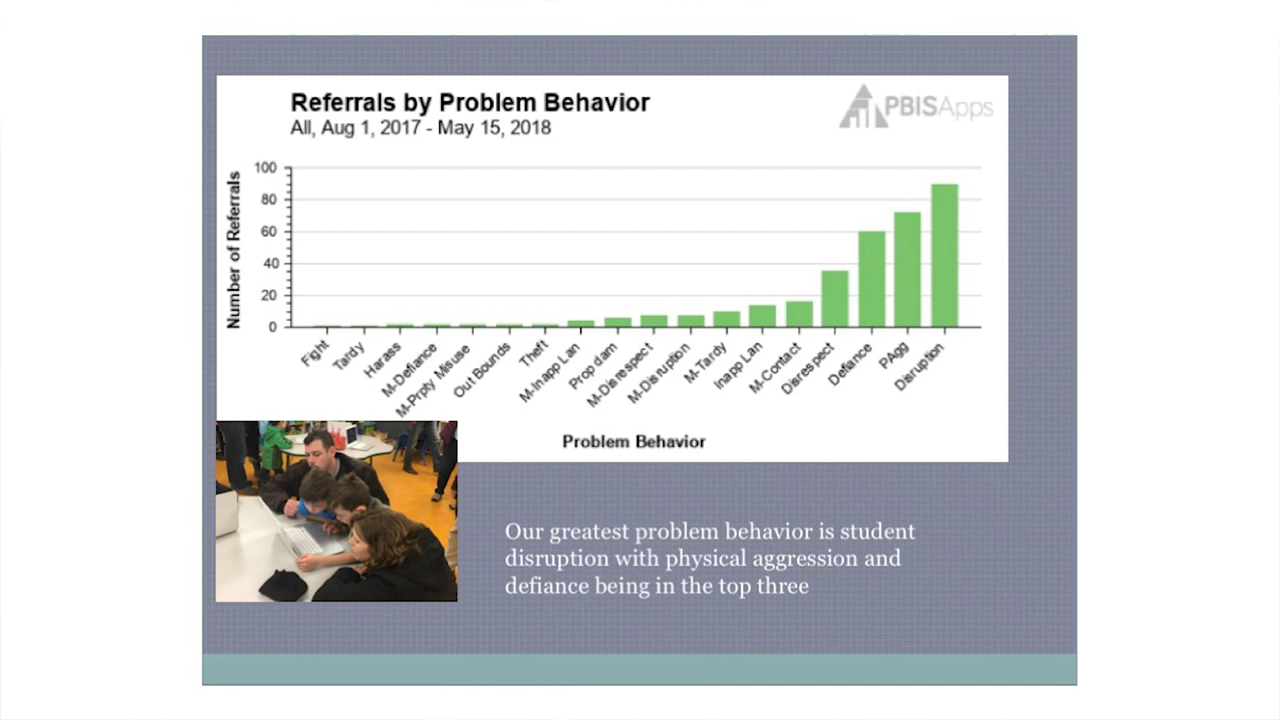 Referrals by Problem Behavior
All, Aug 1, 2017 - May 15, 2018
PBISApps
Number of Referrals
100
80
60
40
20
0
Fight
Tardy
Harass
M-Defiance
M-Prpty Misuse
Out Bounds
Theft
M-Inapp Lan
Prop dam
M-Disrespect
M-Disruption
M-Tardy
Inapp Lan
M-Contact
Disrespect
Defiance
PAgg
Disruption
Problem Behavior
Our greatest problem behavior is student
disruption with physical aggression and
defiance being in the top three